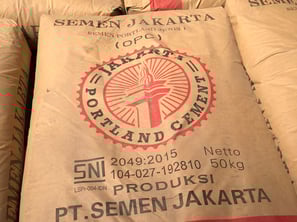 SEMEN JAKARTA
(OPC)
JAKARTA
PORTLAND CEMENT
SNI
2049:2015
Netto
104-027-192810
50kg
PRODUKSI
PT.SEMEN JAKARTA